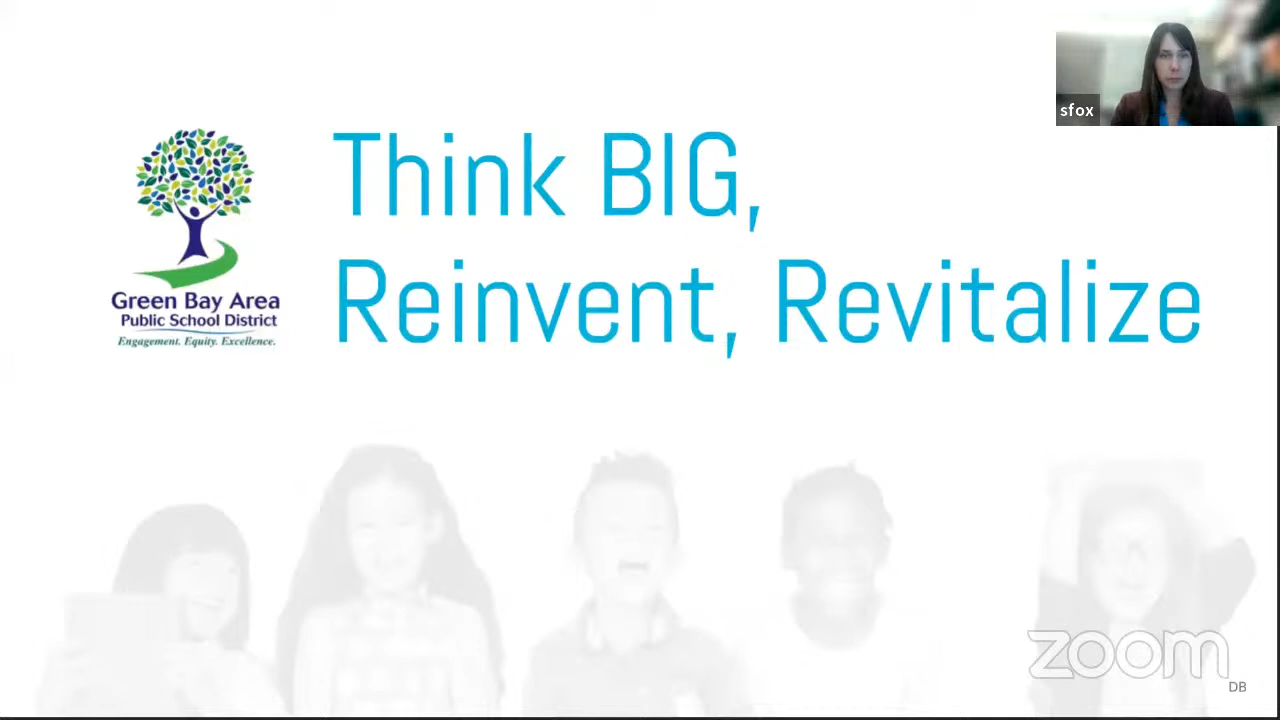 sfox
Think BIG,
Reinvent, Revitalize
Green Bay Area
Public School District
Engagement. Equity. Excellence.
zoom
DB